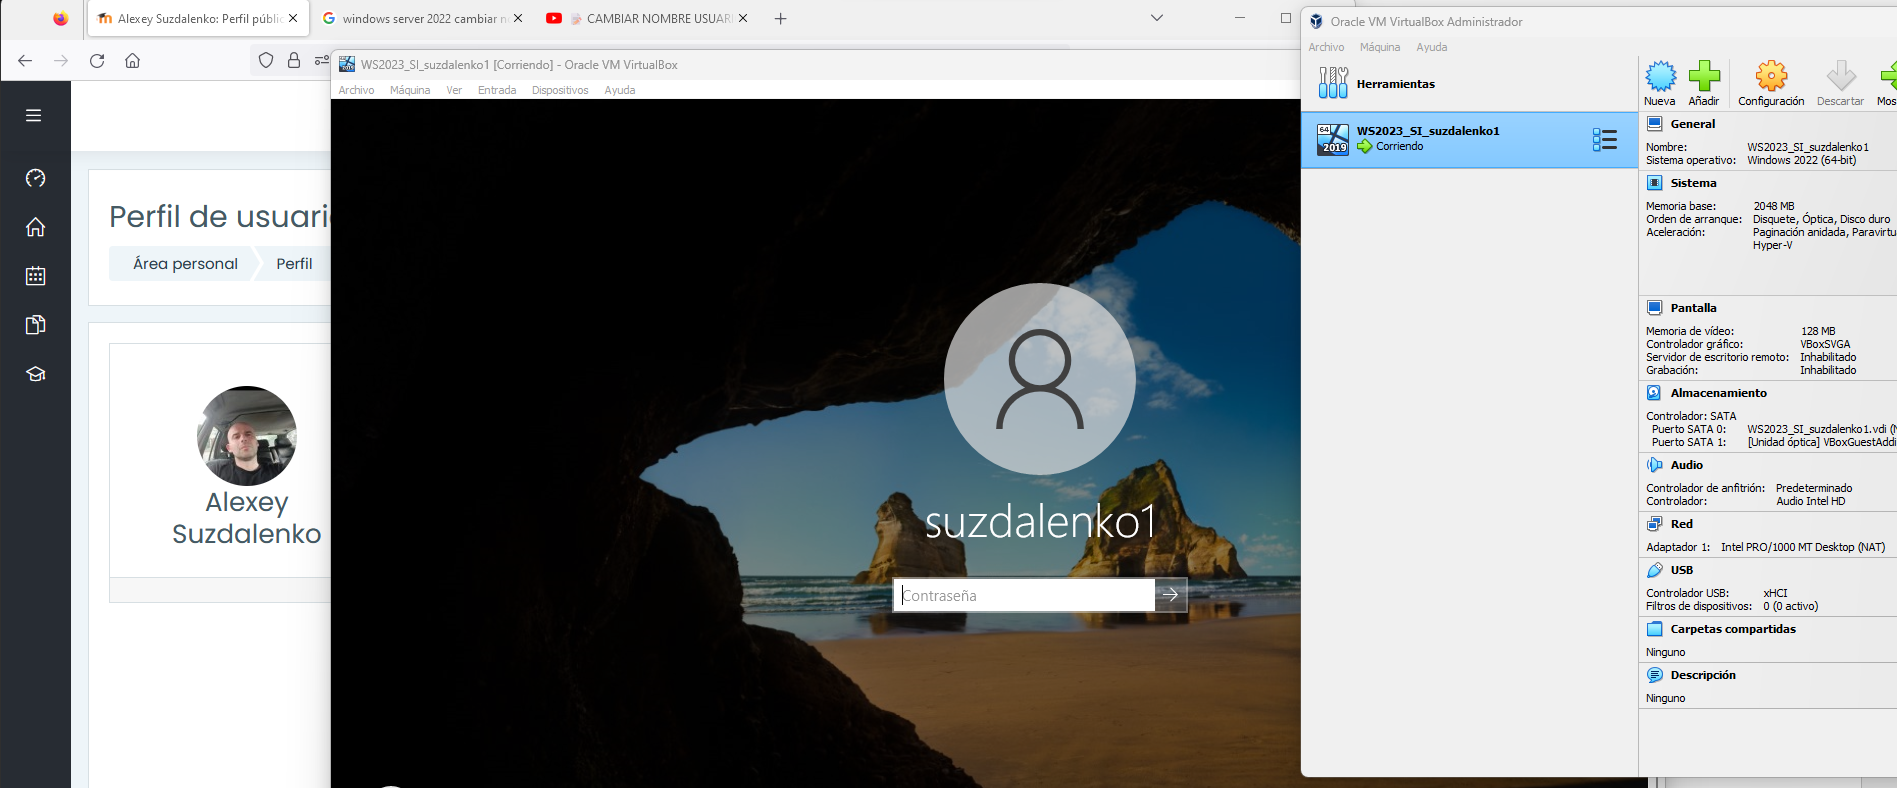 Alexey Suzdalenko: Perfil públic
windows server 2022 cambiar n
CAMBIAR NOMBRE USUAR
Perfil de usuari
Área personal
Perfil
Alexey
Suzdalenko
WS2023_SI_suzdalenko1 [Corriendo] - Oracle VM VirtualBox
Archivo Máquina Ver Entrada Dispositivos Ayuda
suzdalenko1
Contraseña
Oracle VM VirtualBox Administrador
Archivo Máquina Ayuda
Herramientas
64
2019
WS2023_SI_suzdalenko1
Corriendo
Nueva Añadir Configuración Descartar Mos
General
Nombre: WS2023_SI_suzdalenko1
Sistema operativo: Windows 2022 (64-bit)
Sistema
Memoria base: 2048 MB
Orden de arranque: Disquete, Óptica, Disco duro
Aceleración: Paginación anidada, Paravirtu
Hyper-V
Pantalla
Memoria de vídeo: 128 MB
Controlador gráfico: VBoxSVGA
Servidor de escritorio remoto: Inhabilitado
Grabación: Inhabilitado
Almacenamiento
Controlador: SATA
Puerto SATA 0: WS2023_SI_suzdalenko1.vdi (N
Puerto SATA 1: [Unidad óptica] VBoxGuestAddi
Audio
Controlador de anfitrión: Predeterminado
Controlador: Audio Intel HD
Red
Adaptador 1: Intel PRO/1000 MT Desktop (NAT)
USB
Controlador USB: xHCI
Filtros de dispositivos: 0 (0 activo)
Carpetas compartidas
Ninguno
Descripción
Ninguno